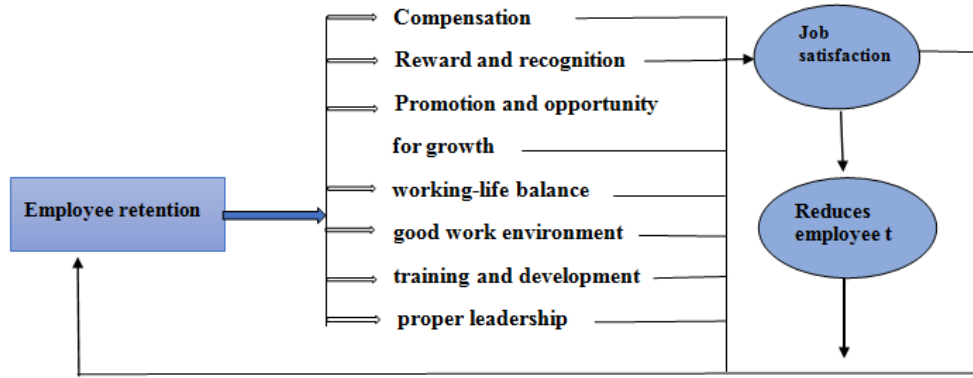 Employee retention
Compensation
Reward and recognition
Promotion and opportunity
for growth
working-life balance
good work environment
training and development
proper leadership
Job
satisfaction
Reduces
employee t